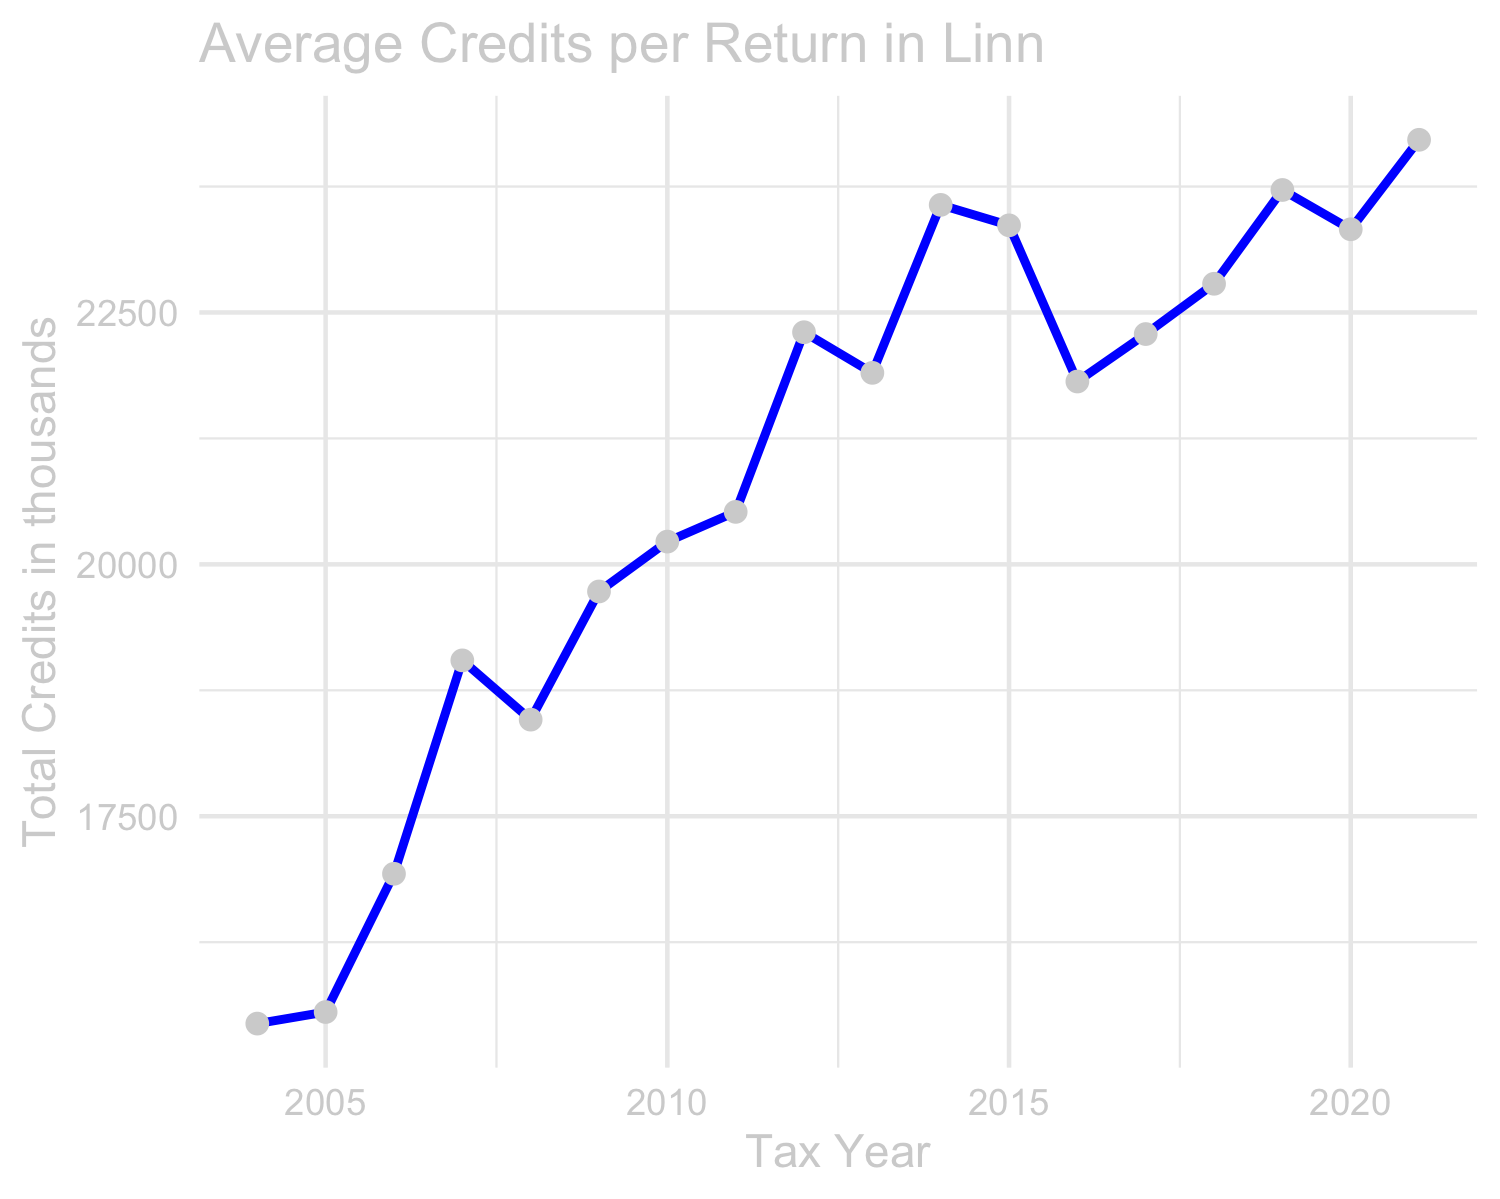 Average Credits per Return in Linn
Total Credits in thousands
22500
20000
17500
2005
2010
2015
2020
Tax Year